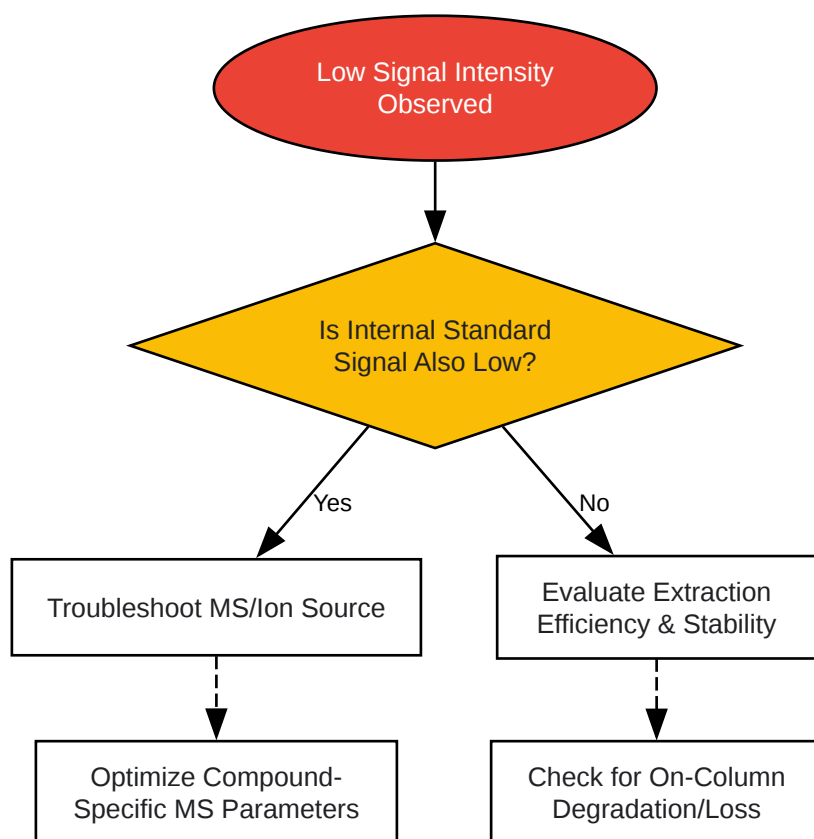 Low Signal Intensity
Observed
Is Internal Standard
Signal Also Low?
Yes
No
Troubleshoot MS/Ion Source
Evaluate Extraction
Efficiency & Stability
Optimize Compound-
Specific MS Parameters
Check for On-Column
Degradation/Loss